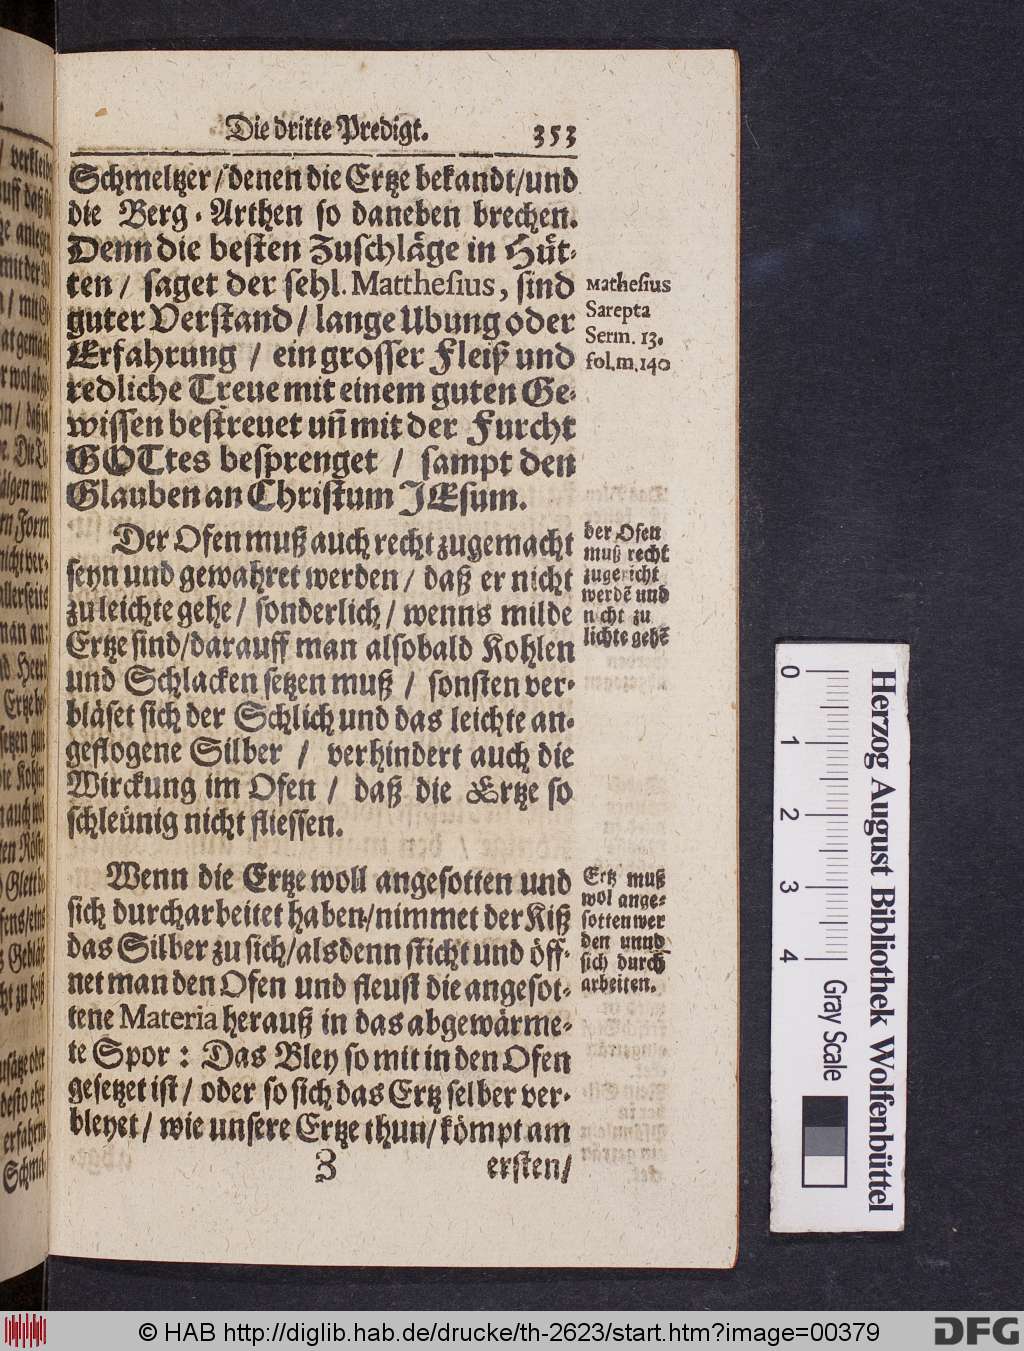 Die dritte Predigt. 353
Schmeltzer/denen die Ertze bekandt/und
die Berg-Arthen so daneben brechen.
Denn die besten Zuschläge in Hüt-
ten / saget der sehl. Matthesius, sind
guter Verstand / lange Ubung oder
Erfahrung / ein grosser Fleiß und
redliche Treue mit einem guten Ge-
wissen bestreuet uñ mit der Furcht
GOTtes besprenget / sampt den
Glauben an Christum JEsum.
Mathesius
Sarepta
Serm. 13.
fol.m.140
Der Ofen muß auch recht zugemacht
seyn und gewahret werden / daß er nicht
zu leichte gehe / sonderlich / wenns milde
Ertze sind/darauff man alsobald Kohlen
und Schlacken setzen muß / sonsten ver-
bläset sich der Schlich und das leichte an-
geflogene Silber / verhindert auch die
Wirckung im Ofen / daß die Ertze so
schleünig nicht fliessen.
der Ofen
muß recht
zugericht
werdẽ und
nicht zu
lichte gehẽ
Wenn die Ertze woll angesotten und
sich durcharbeitet haben/nimmet der Kiß
das Silber zu sich/alsdenn sticht und öff-
net man den Ofen und fleust die angesot-
tene Materia herauß in das abgewärme-
te Spor : Das Bley so mit in den Ofen
gesetzet ist / oder so sich das Ertz selber ver-
bleyet / wie unsere Ertze thun/ kömpt am
Ertz muß
wol ange-
sotten wer
den unnd
sich durch
arbeiten.
Z ersten/
0 1 2 3 4
Gray Scale
Herzog August Bibliothek Wolfenbüttel
© HAB http://diglib.hab.de/drucke/th-2623/start.htm?image=00379
DFG